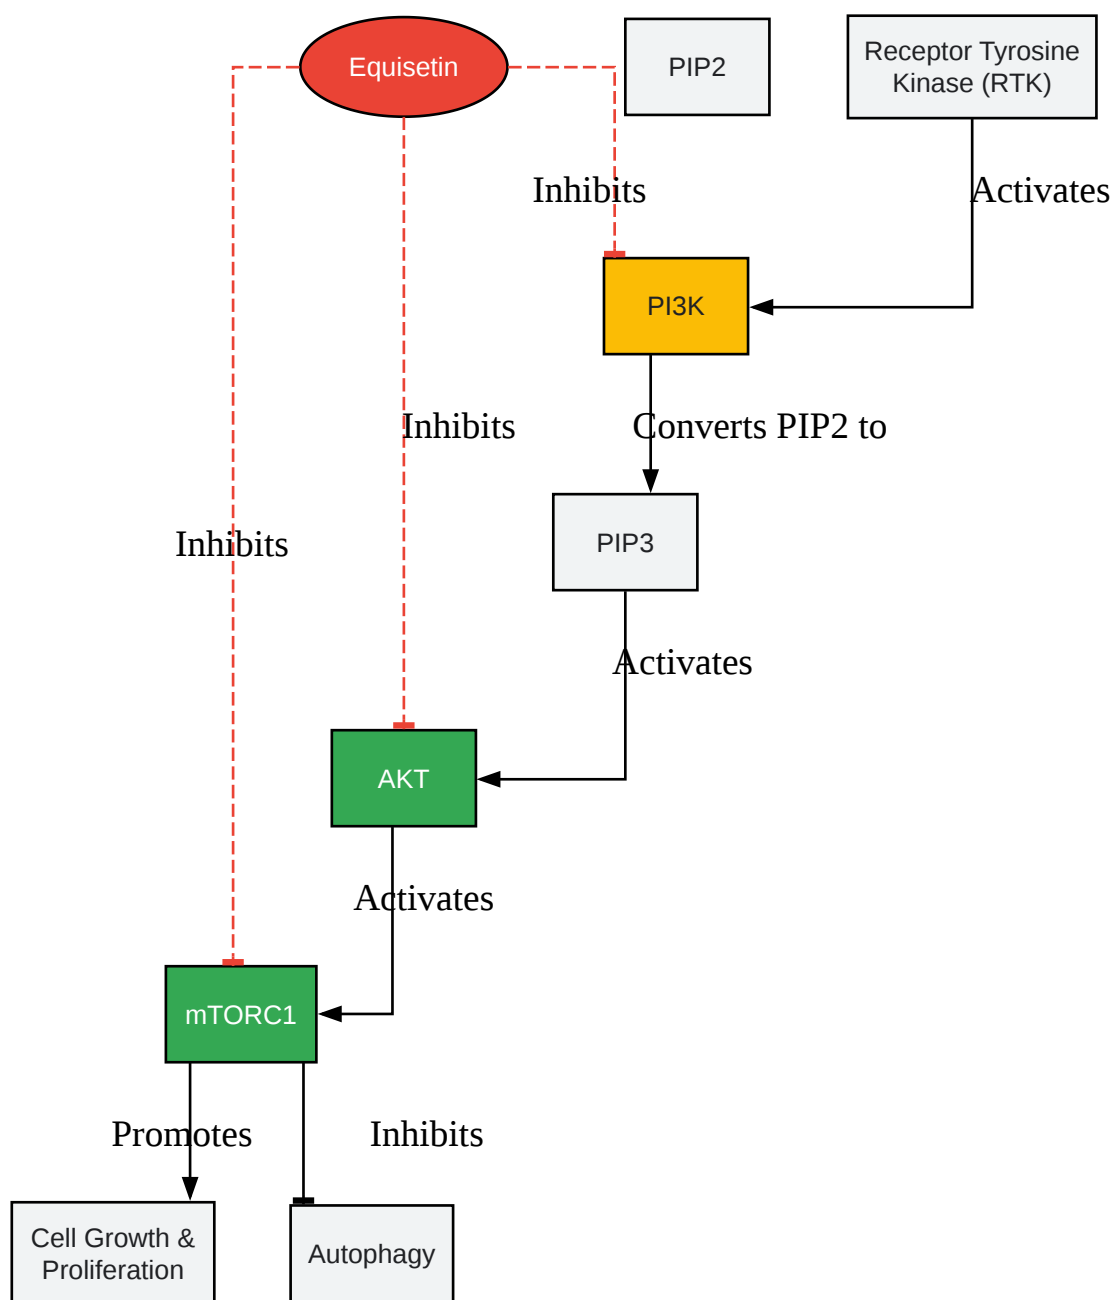 Equisetin
PIP2
Receptor Tyrosine
Kinase (RTK)
Inhibits
Activates
PI3K
Inhibits
Converts PIP2 to
Inhibits
PIP3
Activates
AKT
Activates
mTORC1
Promotes
Inhibits
Cell Growth &
Proliferation
Autophagy